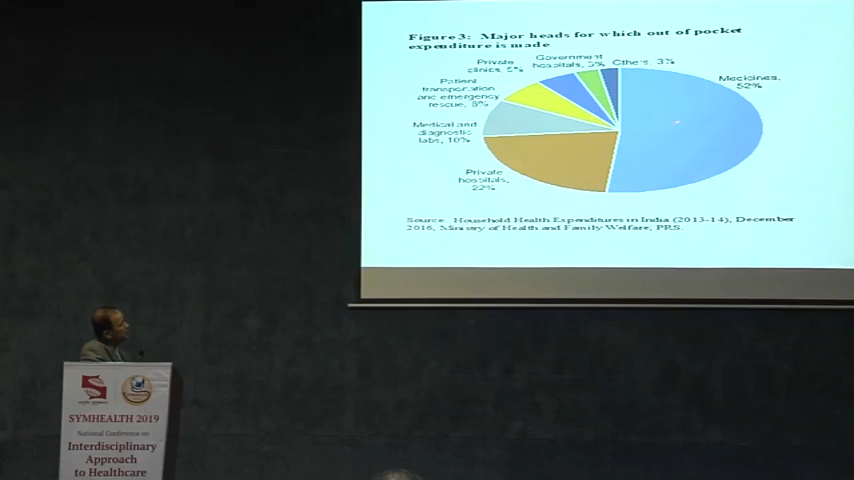 Figure 3: Major heads for which out of pocket
expenditure is made
Private
clinics, 5%
Government
hospitals, 3%
Others, 3%
Medicines,
52%
Patient
transportation
and emergency
rescue, 6%
Medical and
diagnostic
labs, 10%
Private
hospitals,
22%
Source: Household Health Expenditures in India (2013-14), December
2016, Ministry of Health and Family Welfare; PRS.
SYMHEALTH 2019
National Conference on
Interdisciplinary
Approach
to Healthcare